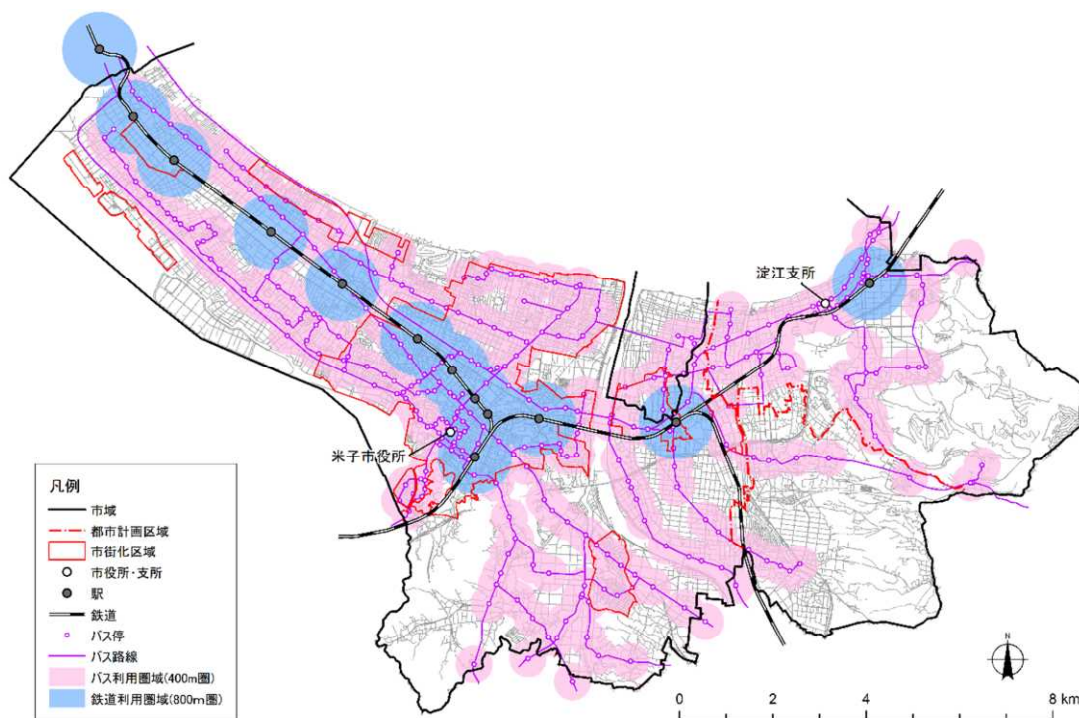 淀江支所
米子市役所
凡例
市域
都市計画区域
市街化区域
市役所・支所
駅
鉄道
バス停
バス路線
バス利用圏域(400m圏)
鉄道利用圏域(800m圏)
N
0 2 4 8 km